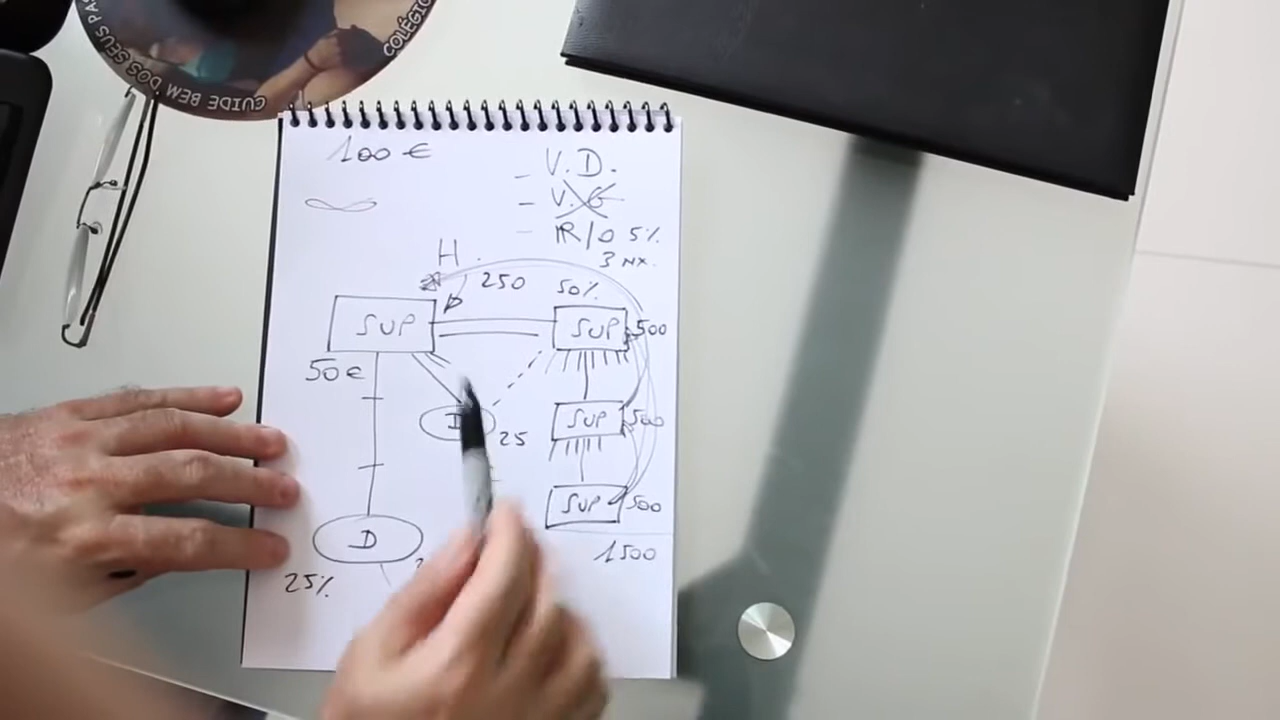 CUIDE BEM DOS SEUS PA
COLÉGIO
100 €
- V.D.
- V.G
- R/O 5%
3 NX.
H.
250
50%
SUP
SUP
500
50 €
D
25
SUP
500
SUP
500
D
25%
1500